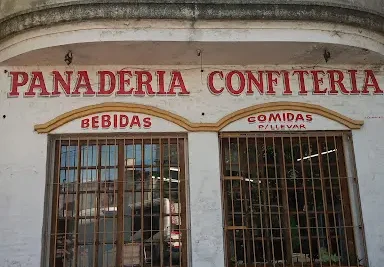 PANADERIA CONFITERIA
BEBIDAS
COMIDAS
P/LLEVAR